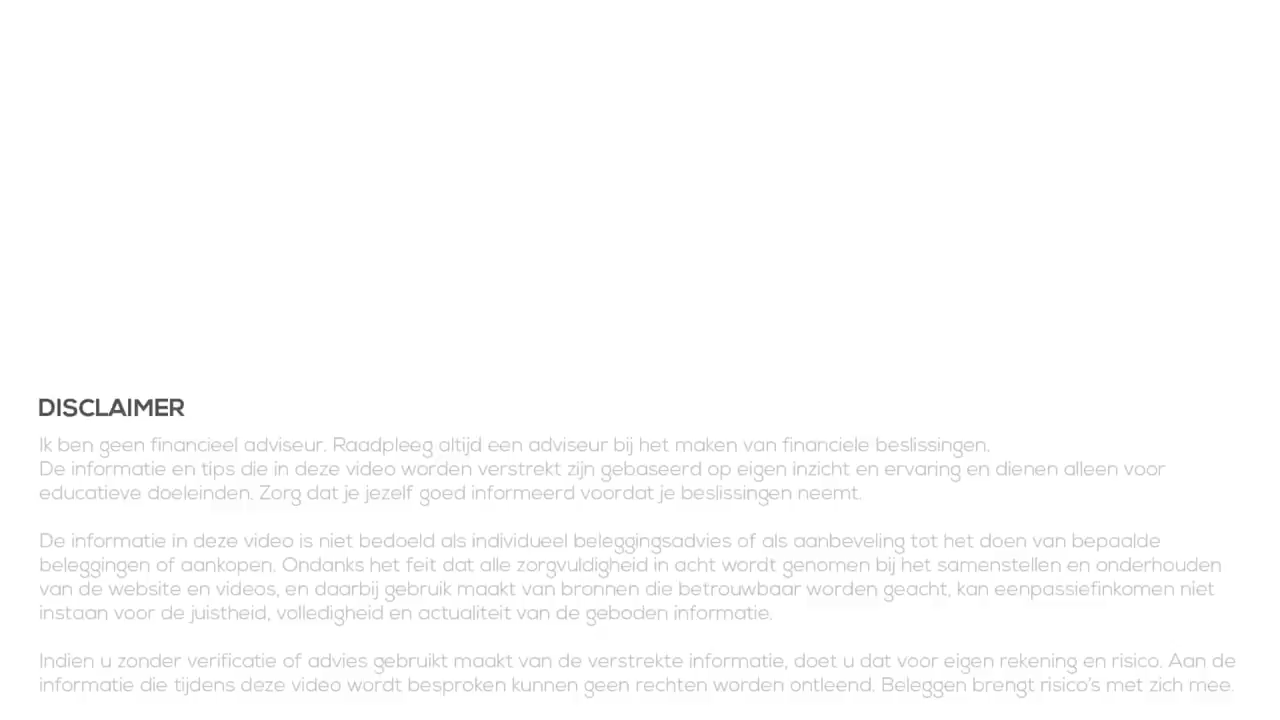 DISCLAIMER
Ik ben geen financieel adviseur. Raadpleeg altijd een adviseur bij het maken van financiele beslissingen.
De informatie en tips die in deze video worden verstrekt zijn gebaseerd op eigen inzicht en ervaring en dienen alleen voor
educatieve doeleinden. Zorg dat je jezelf goed informeerd voordat je beslissingen neemt.
De informatie in deze video is niet bedoeld als individueel beleggingsadvies of als aanbeveling tot het doen van bepaalde
beleggingen of aankopen. Ondanks het feit dat alle zorgvuldigheid in acht wordt genomen bij het samenstellen en onderhouden
van de website en videos, en daarbij gebruik maakt van bronnen die betrouwbaar worden geacht, kan eenpassiefinkomen niet
instaan voor de juistheid, volledigheid en actualiteit van de geboden informatie.
Indien u zonder verificatie of advies gebruikt maakt van de verstrekte informatie, doet u dat voor eigen rekening en risico. Aan de
informatie die tijdens deze video wordt besproken kunnen geen rechten worden ontleend. Beleggen brengt risico's met zich mee.